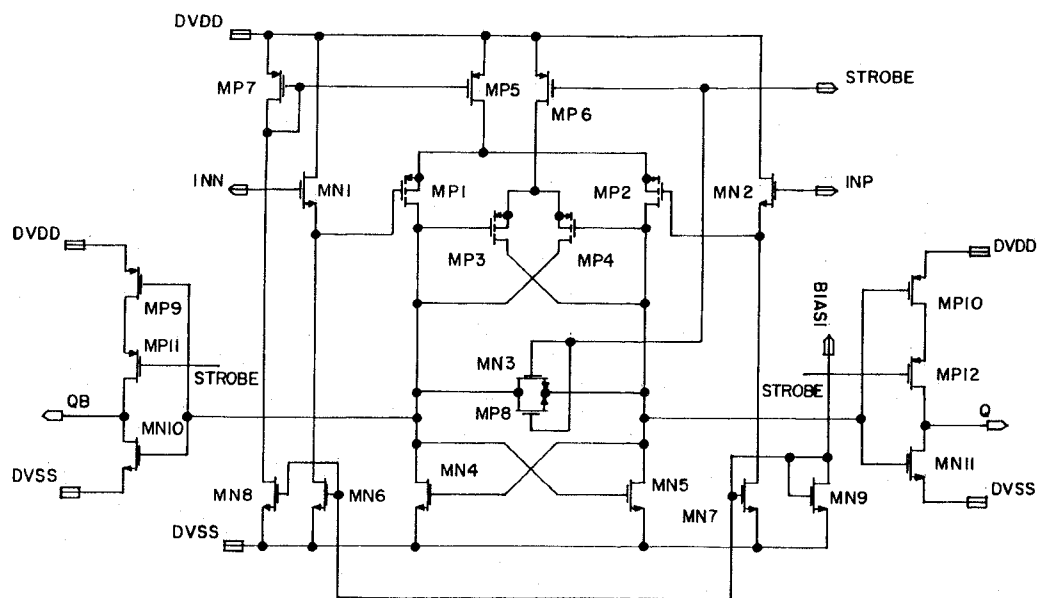 DVDD
MP7
MP5
MP6
STROBE
INN
MN1
MP1
MP2
MN2
INP
DVDD
MP3
MP4
DVDD
MP9
BIAS1
MP10
MP11
STROBE
MN3
MP8
STROBE
MP12
QB
Q
MN10
MN4
MN5
MN11
DVSS
MN8
MN6
MN7
MN9
DVSS
DVSS